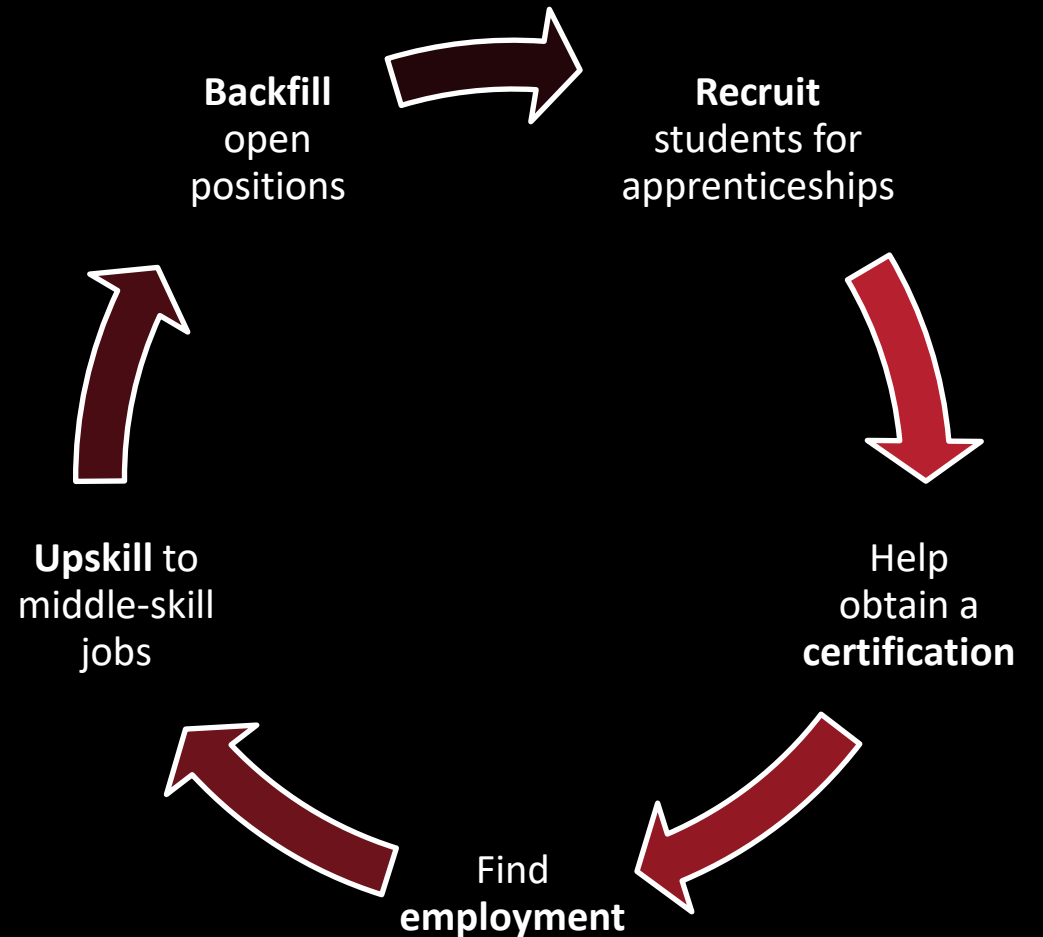 Backfill
open
positions
Recruit
students for
apprenticeships
Help
obtain a
certification
Find
employment
Upskill to
middle-skill
jobs